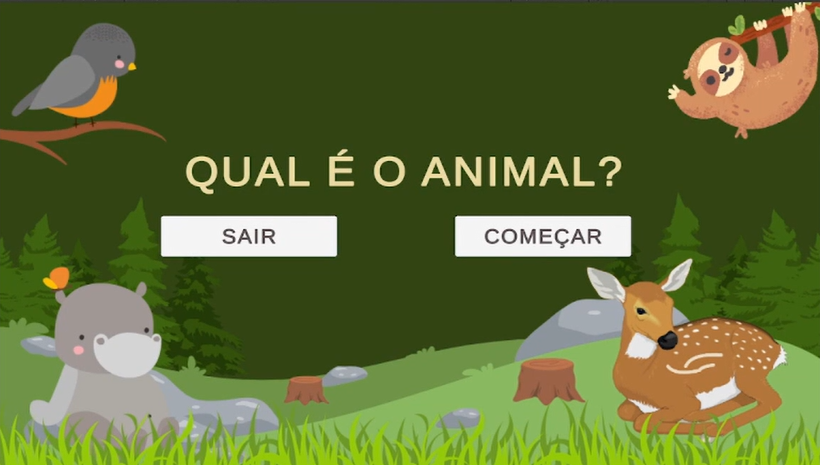 QUAL É O ANIMAL?
SAIR
COMEÇAR